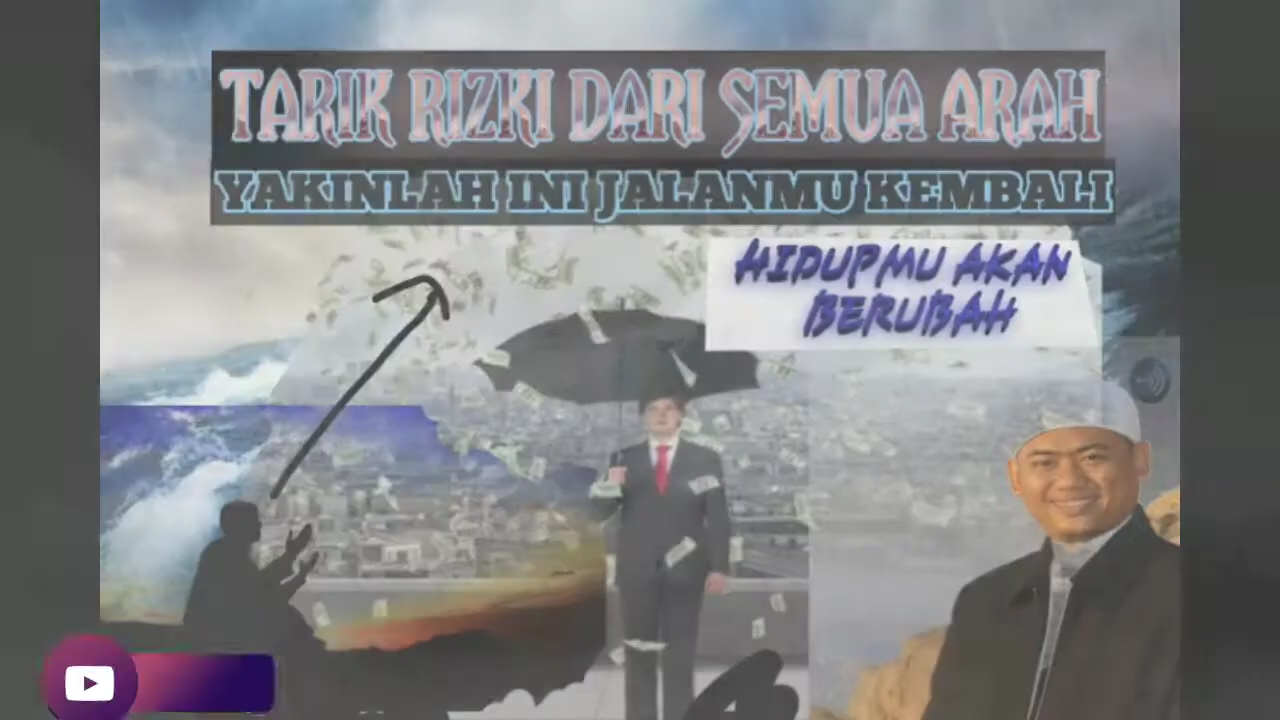 TARIK RIZKI DARI SEMUA ARAH
YAKINLAH INI JALANMU KEMBALI
HIDUPMU AKAN
BERUBAH